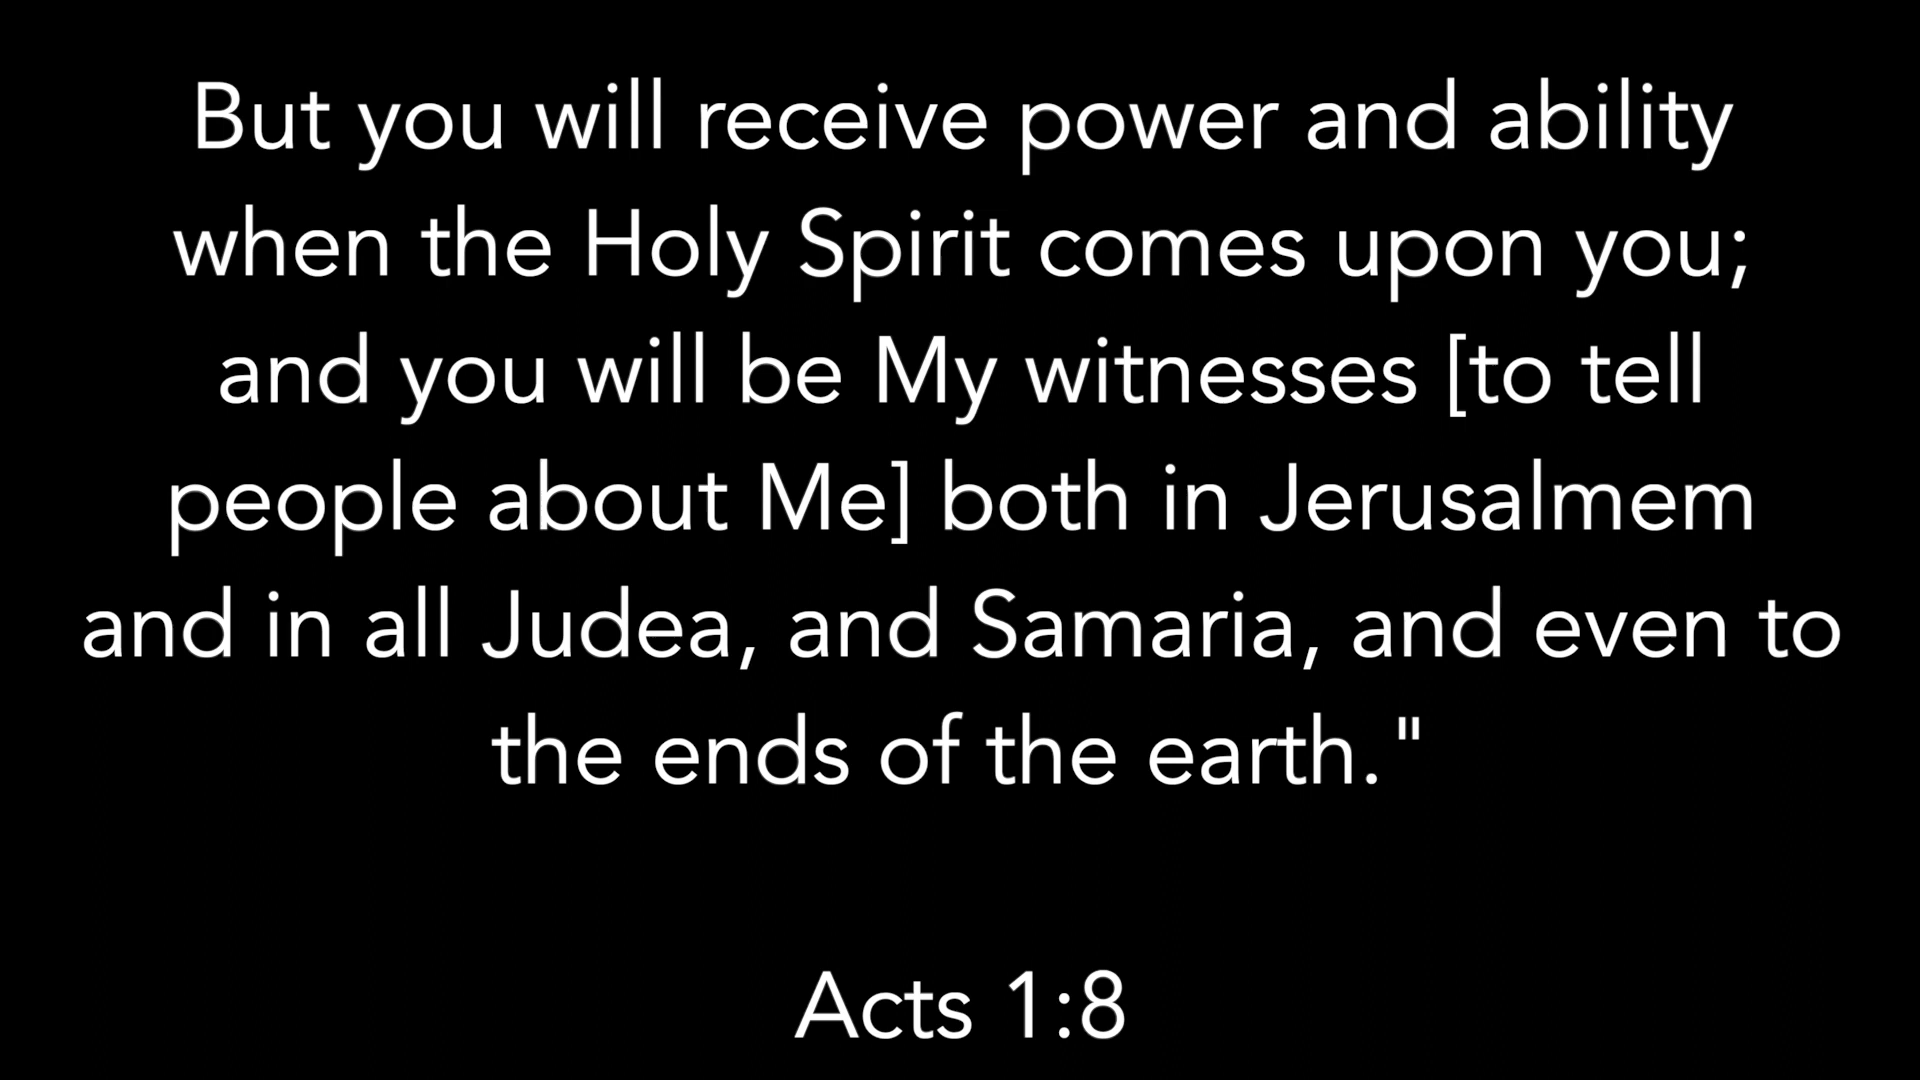 But you will receive power and ability
when the Holy Spirit comes upon you;
and you will be My witnesses [to tell
people about Me] both in Jerusalmem
and in all Judea, and Samaria, and even to
the ends of the earth."
Acts 1:8